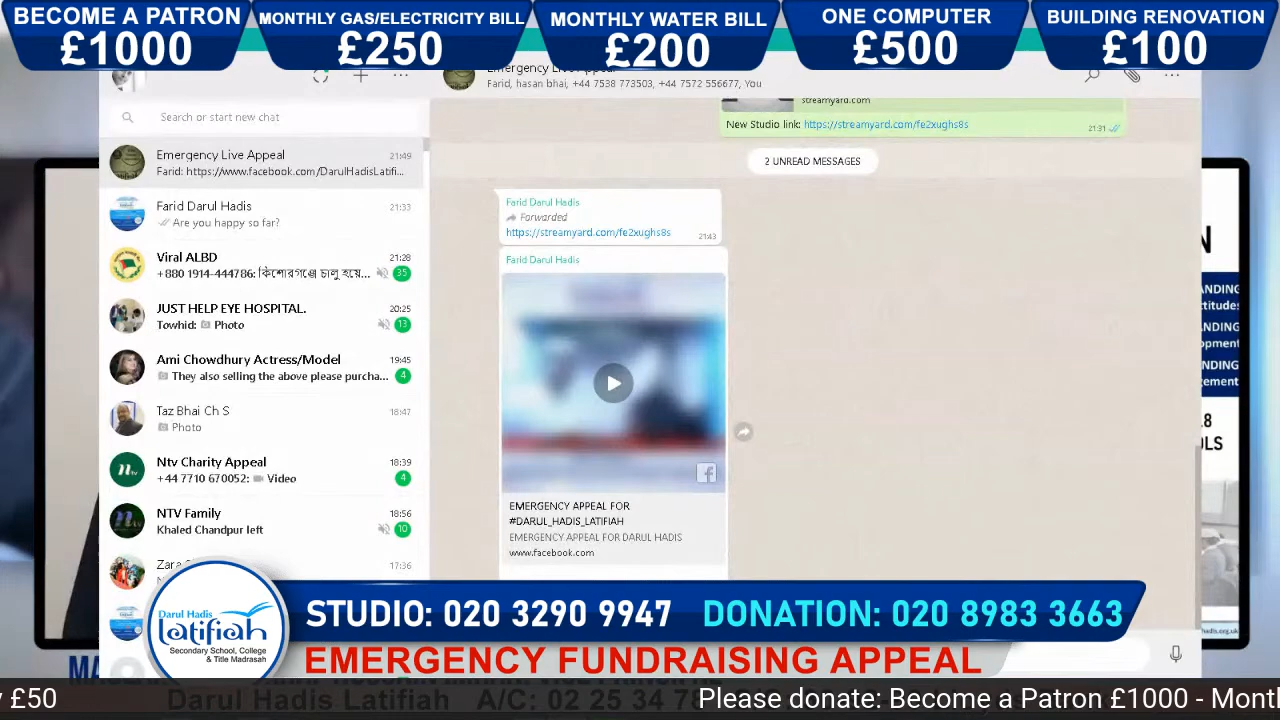 BECOME A PATRON
£1000
MONTHLY GAS/ELECTRICITY BILL
£250
MONTHLY WATER BILL
£200
ONE COMPUTER
£500
BUILDING RENOVATION
£100
Emergency Live Appeal
Farid, hasan bhai, +44 7538 773503, +44 7572 556677, You
Search or start new chat
Emergency Live Appeal 21:49
Farid: https://www.facebook.com/DarulHadisLatifi...
Farid Darul Hadis 21:33
Are you happy so far?
Viral ALBD 21:28
+880 1914-444786: কিশোরগঞ্জে চালু হয়ে... 35
JUST HELP EYE HOSPITAL. 20:25
Towhid: Photo 13
Ami Chowdhury Actress/Model 19:45
They also selling the above please purcha... 4
Taz Bhai Ch S 18:47
Photo
Ntv Charity Appeal 18:39
+44 7710 670052: Video 4
NTV Family 18:56
Khaled Chandpur left 10
Zara 17:36
streamyard.com
New Studio link: https://streamyard.com/fe2xughs8s 21:31
2 UNREAD MESSAGES
Farid Darul Hadis
Forwarded
https://streamyard.com/fe2xughs8s 21:43
Farid Darul Hadis
EMERGENCY APPEAL FOR
#DARUL_HADIS_LATIFIAH
EMERGENCY APPEAL FOR DARUL HADIS
www.facebook.com
Darul Hadis
Latifiah
Secondary School, College
& Title Madrasah
STUDIO: 020 3290 9947 DONATION: 020 8983 3663
EMERGENCY FUNDRAISING APPEAL
Darul Hadis Latifiah A/C: 02 25 34
£50 Please donate: Become a Patron £1000 - Mont